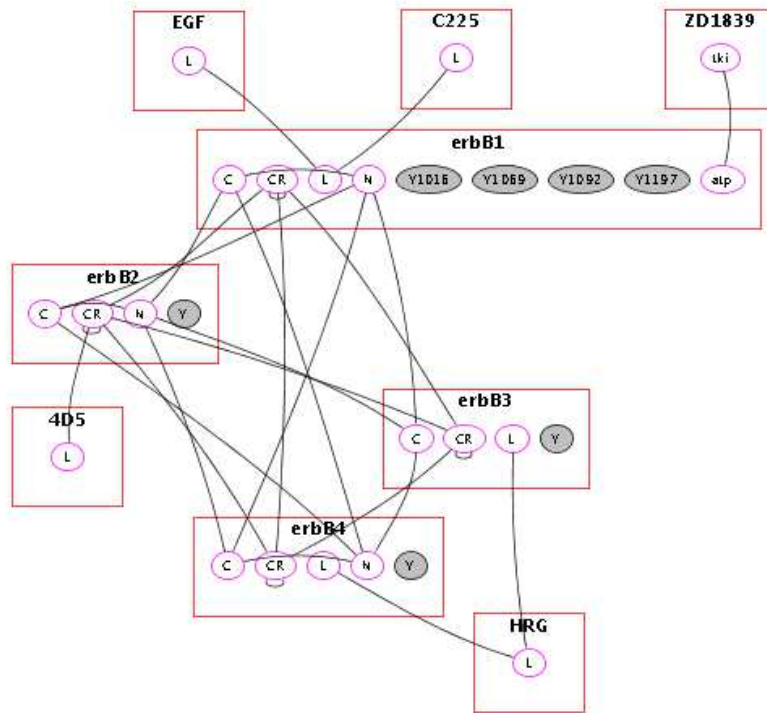 EGF
L
C225
L
ZD1839
tki
erbB1
C CR L N Y1016 Y1069 Y1092 Y1197 atp
erbB2
C CR N Y
4D5
L
erbB3
C CR L Y
erbB4
C CR L N Y
HRG
L